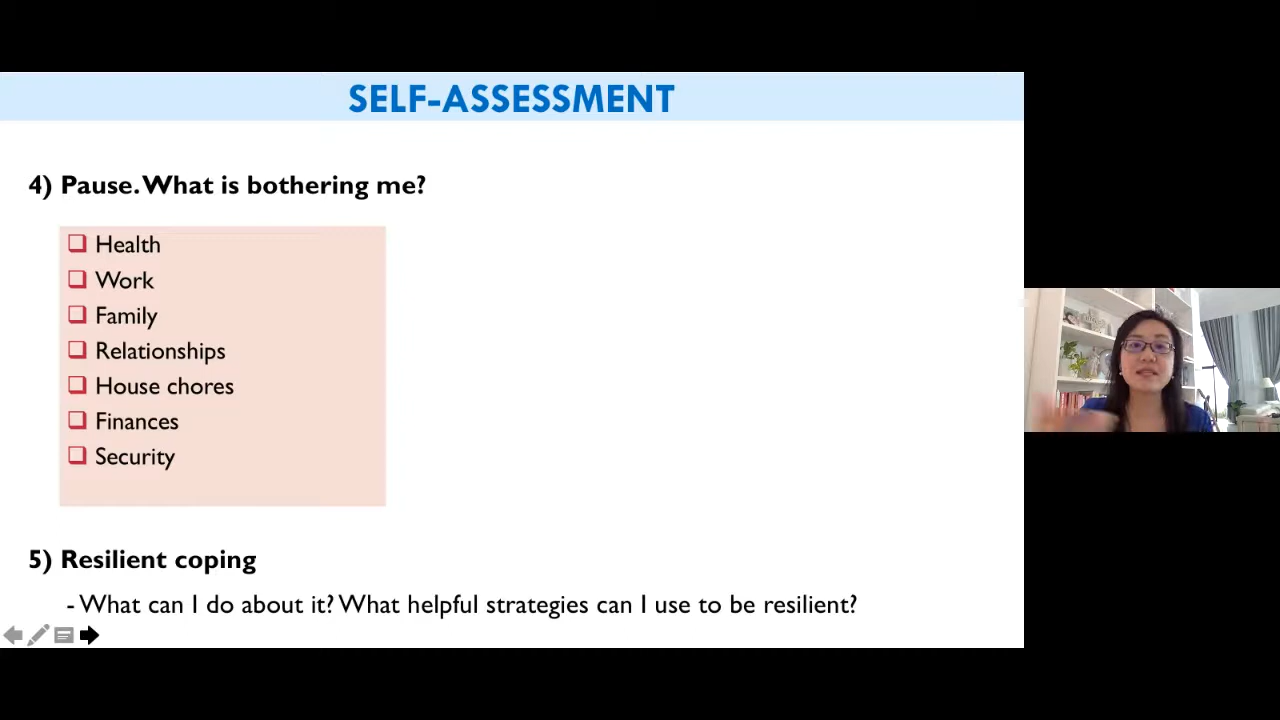 SELF-ASSESSMENT
4) Pause. What is bothering me?
❑ Health
❑ Work
❑ Family
❑ Relationships
❑ House chores
❑ Finances
❑ Security
5) Resilient coping
- What can I do about it? What helpful strategies can I use to be resilient?